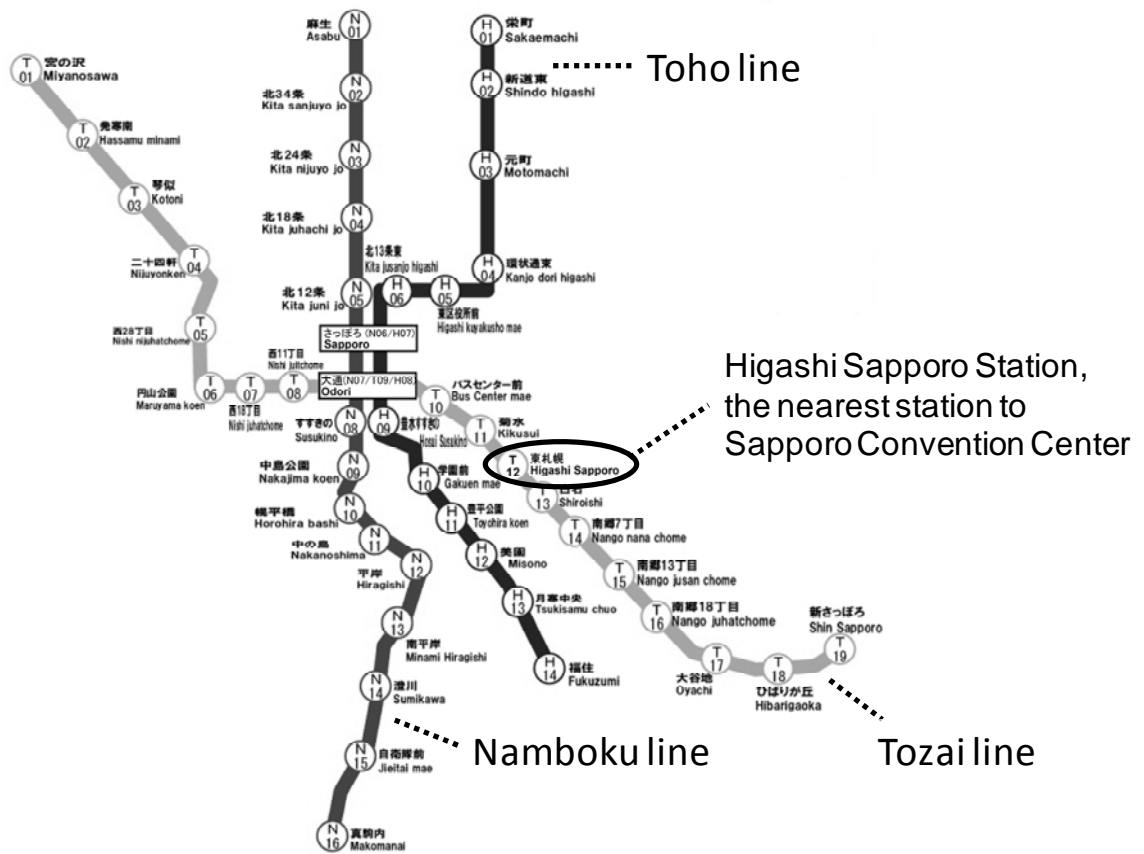 麻生
Asabu
N
01
北34条
Kita sanjuyo jo
N
02
北24条
Kita nijuyo jo
N
03
北18条
Kita juhachi jo
N
04
北12条
Kita juni jo
N
05
さっぽろ (N06/H07)
Sapporo
大通(N07/T09/H08)
Odori
すすきの
Susukino
N
08
中島公園
Nakajima koen
N
09
幌平橋
Horohira bashi
N
10
中の島
Nakanoshima
N
11
平岸
Hiragishi
N
12
N
13
南平岸
Minami Hiragishi
N
14
澄川
Sumikawa
N
15
自衛隊前
Jieitai mae
N
16
真駒内
Makomanai
Namboku line
H
01
栄町
Sakaemachi
Toho line
H
02
新道東
Shindo higashi
H
03
元町
Motomachi
H
04
環状通東
Kanjo dori higashi
H
05
東区役所前
Higashi kuyakusho mae
北13条東
Kita jusanjo higashi
H
06
H
09
豊水すすきの
Hosui Susukino
H
10
学園前
Gakuen mae
H
11
豊平公園
Toyohira koen
H
12
美園
Misono
H
13
月寒中央
Tsukisamu chuo
H
14
福住
Fukuzumi
T
01
宮の沢
Miyanosawa
T
02
発寒南
Hassamu minami
T
03
琴似
Kotoni
二十四軒
Nijuyonken
T
04
T
05
西28丁目
Nishi nijuhatchome
T
06
円山公園
Maruyama koen
T
07
西18丁目
Nishi juhatchome
西11丁目
Nishi juitchome
T
08
T
10
バスセンター前
Bus Center mae
T
11
菊水
Kikusui
T
12
東札幌
Higashi Sapporo
Higashi Sapporo Station,
the nearest station to
Sapporo Convention Center
T
13
Shiroishi
T
14
南郷7丁目
Nango nana chome
T
15
南郷13丁目
Nango jusan chome
T
16
南郷18丁目
Nango juhatchome
T
17
大谷地
Oyachi
T
18
ひばりが丘
Hibarigaoka
新さっぽろ
Shin Sapporo
T
19
Tozai line